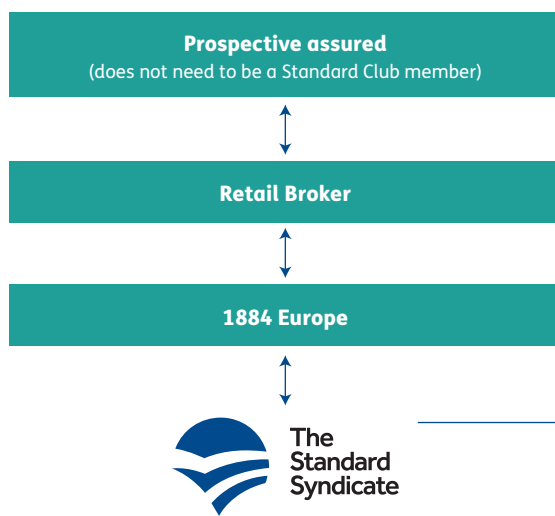 Prospective assured
(does not need to be a Standard Club member)
Retail Broker
1884 Europe
The
Standard
Syndicate